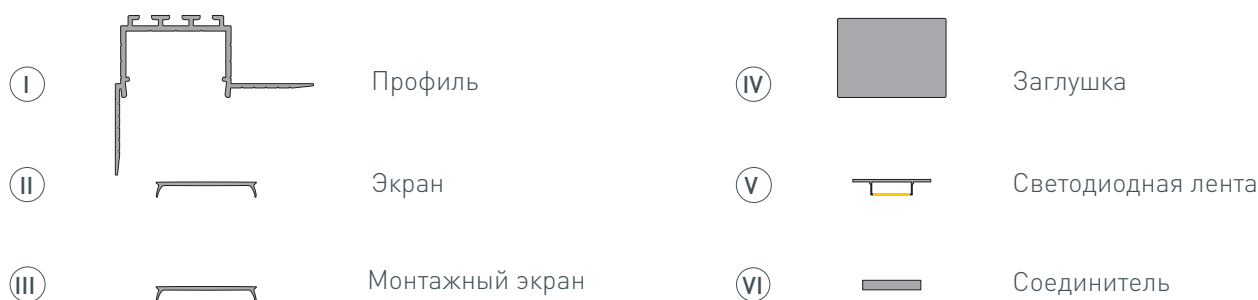 I Профиль
II Экран
III Монтажный экран
IV Заглушка
V Светодиодная лента
VI Соединитель